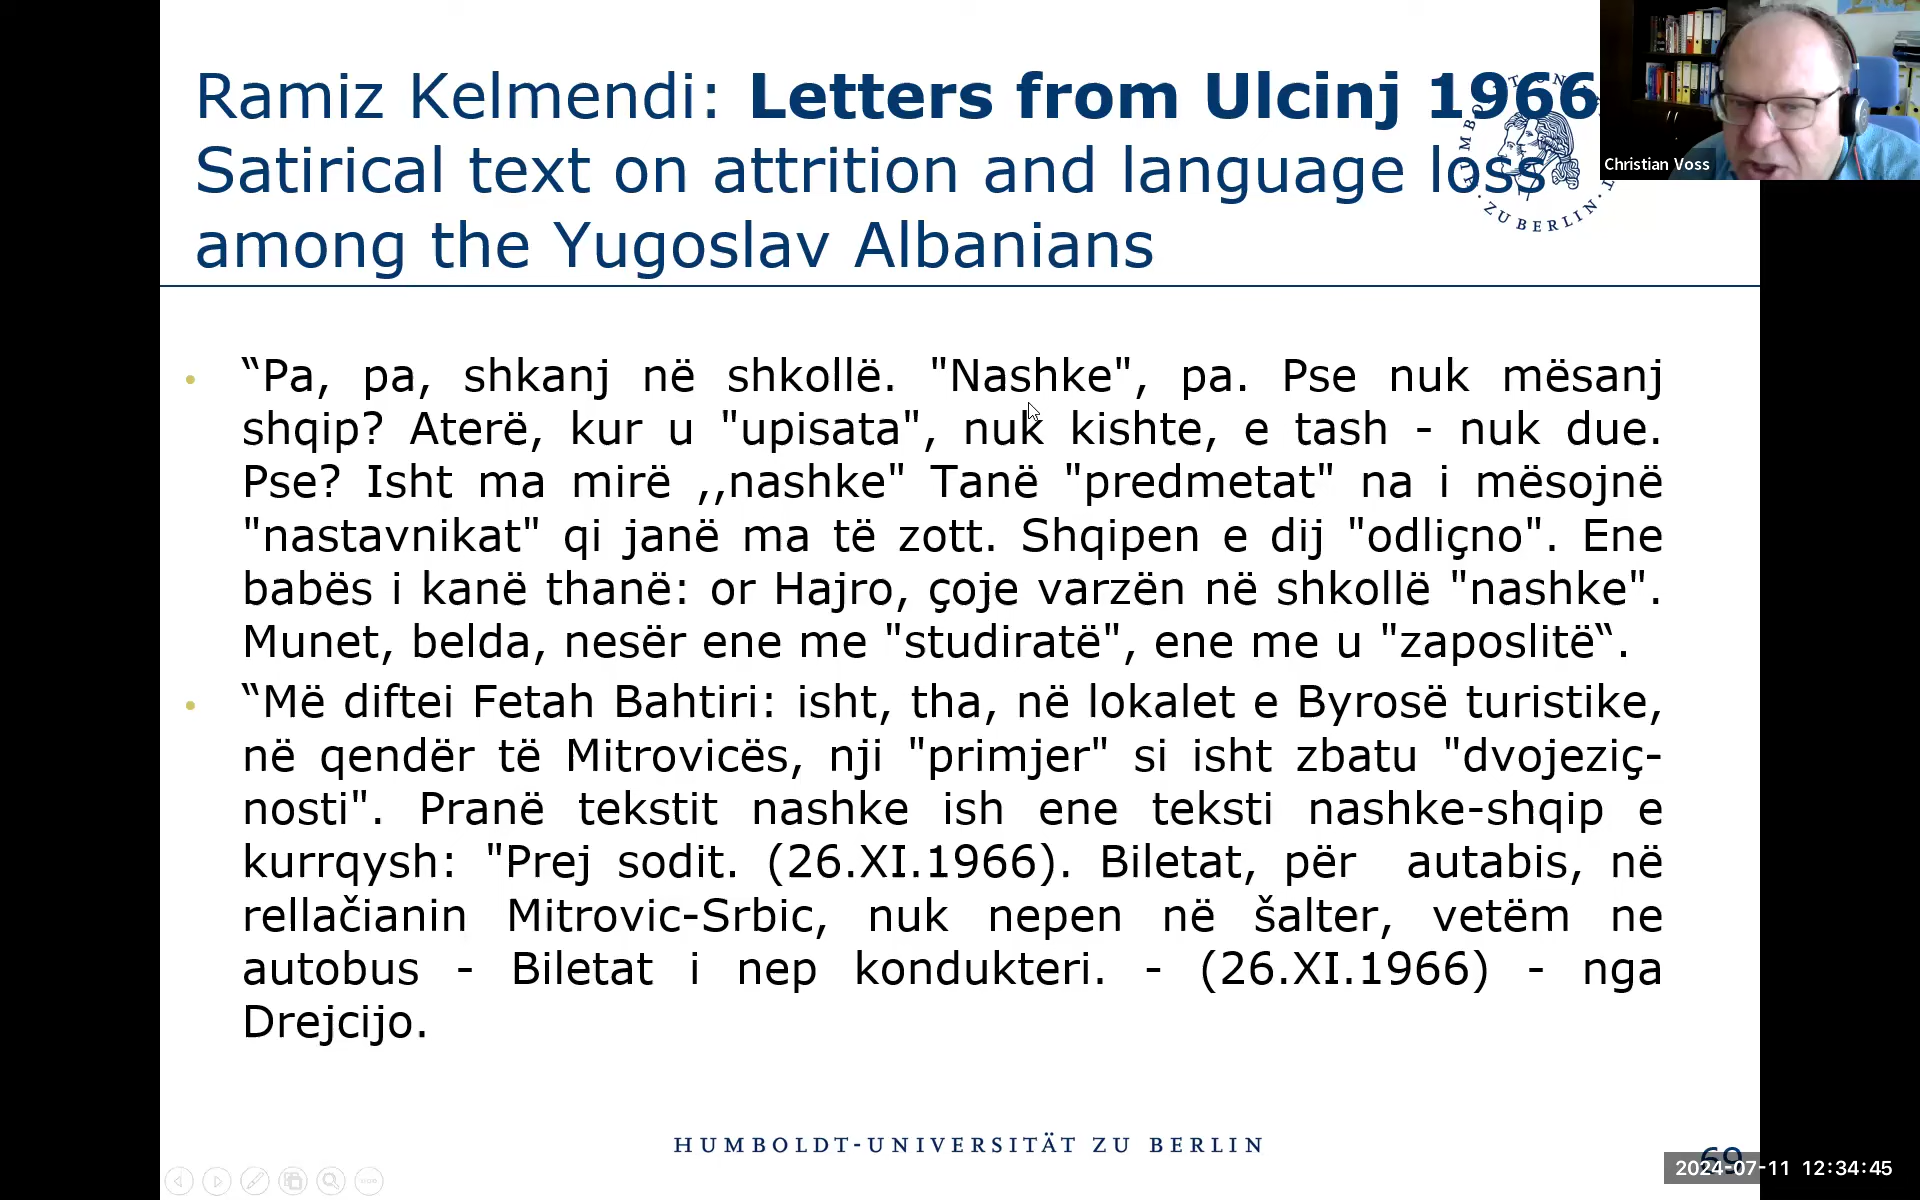 Ramiz Kelmendi: Letters from Ulcinj 1966
Satirical text on attrition and language loss
among the Yugoslav Albanians
Christian Voss
ZU BERLIN
“Pa, pa, shkanj në shkollë. "Nashke", pa. Pse nuk mësanj
shqip? Aterë, kur u "upisata", nuk kishte, e tash - nuk due.
Pse? Isht ma mirë ,,nashke" Tanë "predmetat" na i mësojnë
"nastavnikat" qi janë ma të zott. Shqipen e dij "odliçno". Ene
babës i kanë thanë: or Hajro, çoje varzën në shkollë "nashke".
Munet, belda, nesër ene me "studiratë", ene me u "zaposlitë“.
“Më diftei Fetah Bahtiri: isht, tha, në lokalet e Byrosë turistike,
në qendër të Mitrovicës, nji "primjer" si isht zbatu "dvojeziç-
nosti". Pranë tekstit nashke ish ene teksti nashke-shqip e
kurrqysh: "Prej sodit. (26.XI.1966). Biletat, për autabis, në
rellačianin Mitrovic-Srbic, nuk nepen në šalter, vetëm ne
autobus - Biletat i nep kondukteri. - (26.XI.1966) - nga
Drejcijo.
HUMBOLDT-UNIVERSITÄT ZU BERLIN
69
2024-07-11 12:34:45